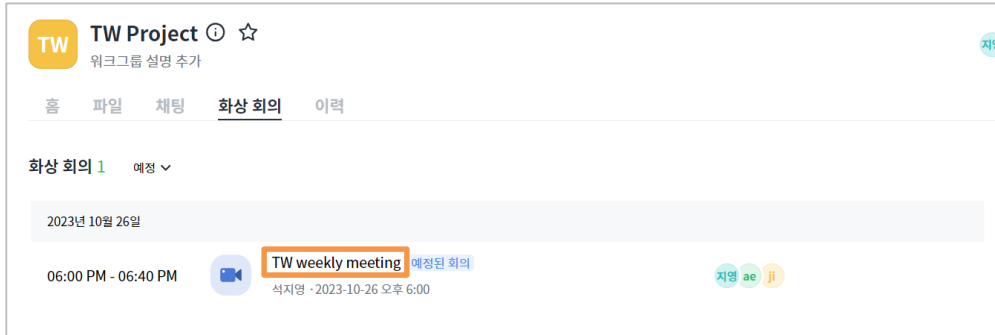 TW
TW Project
워크그룹 설명 추가
지영
홈 파일 채팅 화상 회의 이력
화상 회의 1 예정
2023년 10월 26일
06:00 PM - 06:40 PM
TW weekly meeting 예정된 회의
석지영 · 2023-10-26 오후 6:00
지영 ae ji